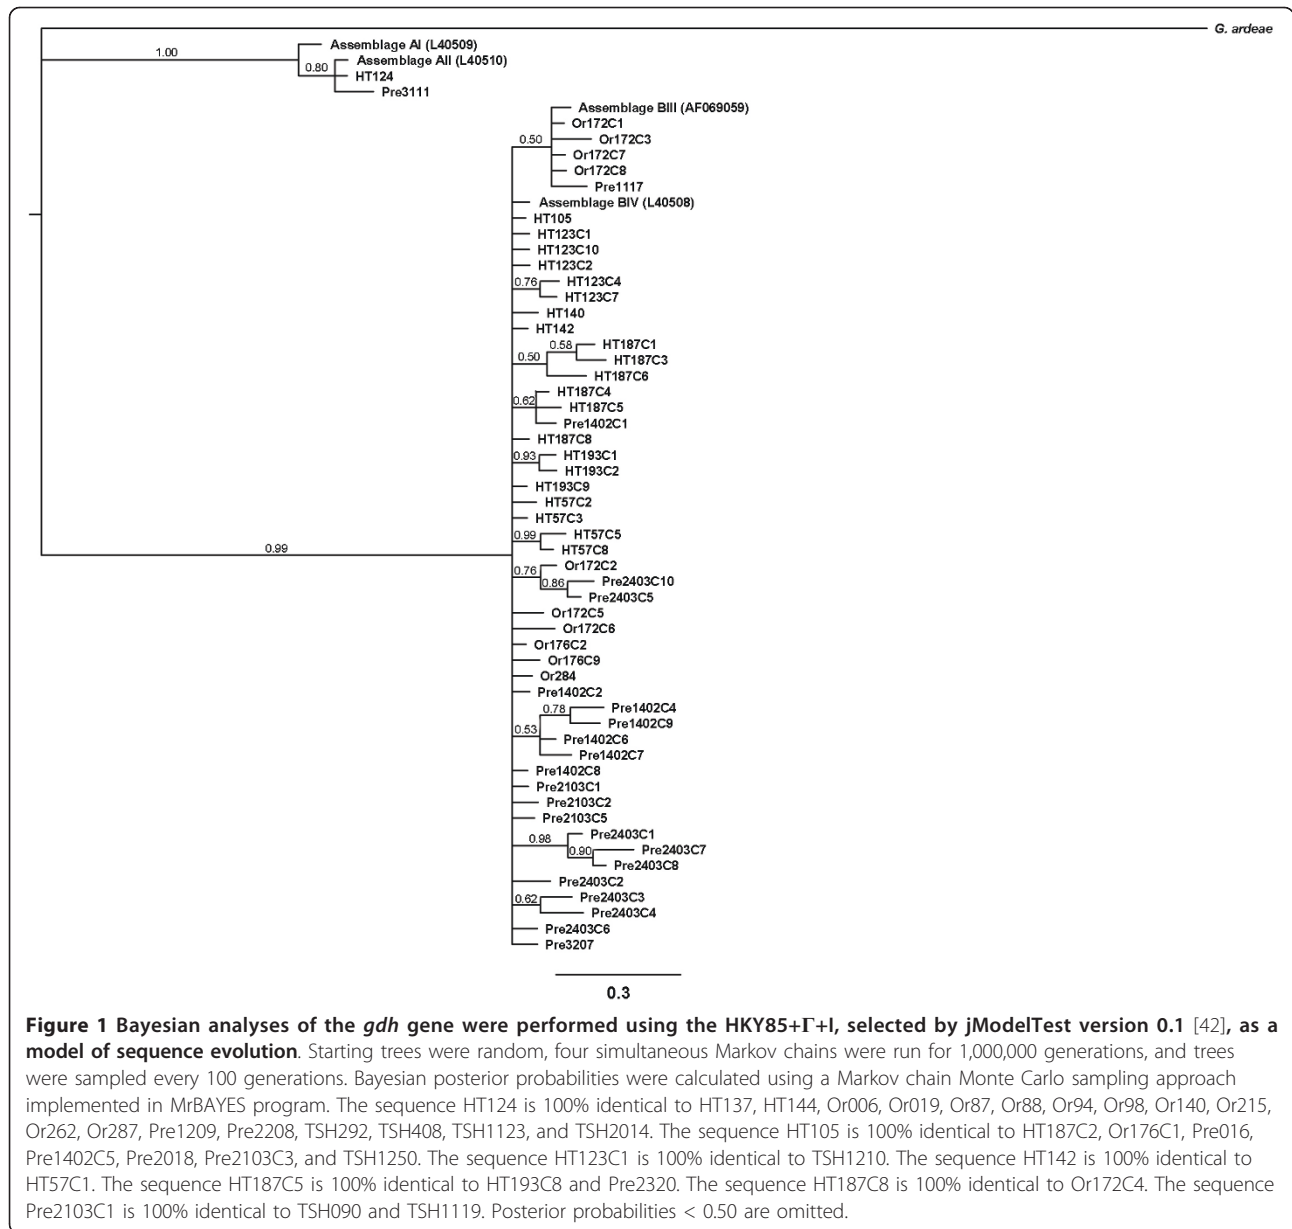 G. ardeae
Assemblage AI (L40509)
1.00
Assemblage AII (L40510)
0.80
HT124
Pre3111
Assemblage BIII (AF069059)
Or172C1
0.50
Or172C3
Or172C7
Or172C8
Pre1117
Assemblage BIV (L40508)
HT105
HT123C1
HT123C10
HT123C2
0.76
HT123C4
HT123C7
HT140
HT142
HT187C1
0.58
0.50
HT187C3
HT187C6
HT187C4
0.62
HT187C5
Pre1402C1
HT187C8
0.93
HT193C1
HT193C2
HT193C9
HT57C2
HT57C3
0.99
HT57C5
HT57C8
0.99
Or172C2
0.76
0.86
Pre2403C10
Pre2403C5
Or172C5
Or172C6
Or176C2
Or176C9
Or284
Pre1402C2
0.78
Pre1402C4
Pre1402C9
0.53
Pre1402C6
Pre1402C7
Pre1402C8
Pre2103C1
Pre2103C2
Pre2103C5
0.98
Pre2403C1
0.90
Pre2403C7
Pre2403C8
Pre2403C2
0.62
Pre2403C3
Pre2403C4
Pre2403C6
Pre3207
0.3
Figure 1 Bayesian analyses of the gdh gene were performed using the HKY85+Γ+I, selected by jModelTest version 0.1 [42], as a
model of sequence evolution. Starting trees were random, four simultaneous Markov chains were run for 1,000,000 generations, and trees
were sampled every 100 generations. Bayesian posterior probabilities were calculated using a Markov chain Monte Carlo sampling approach
implemented in MrBAYES program. The sequence HT124 is 100% identical to HT137, HT144, Or006, Or019, Or87, Or88, Or94, Or98, Or140, Or215,
Or262, Or287, Pre1209, Pre2208, TSH292, TSH408, TSH1123, and TSH2014. The sequence HT105 is 100% identical to HT187C2, Or176C1, Pre016,
Pre1402C5, Pre2018, Pre2103C3, and TSH1250. The sequence HT123C1 is 100% identical to TSH1210. The sequence HT142 is 100% identical to
HT57C1. The sequence HT187C5 is 100% identical to HT193C8 and Pre2320. The sequence HT187C8 is 100% identical to Or172C4. The sequence
Pre2103C1 is 100% identical to TSH090 and TSH1119. Posterior probabilities < 0.50 are omitted.